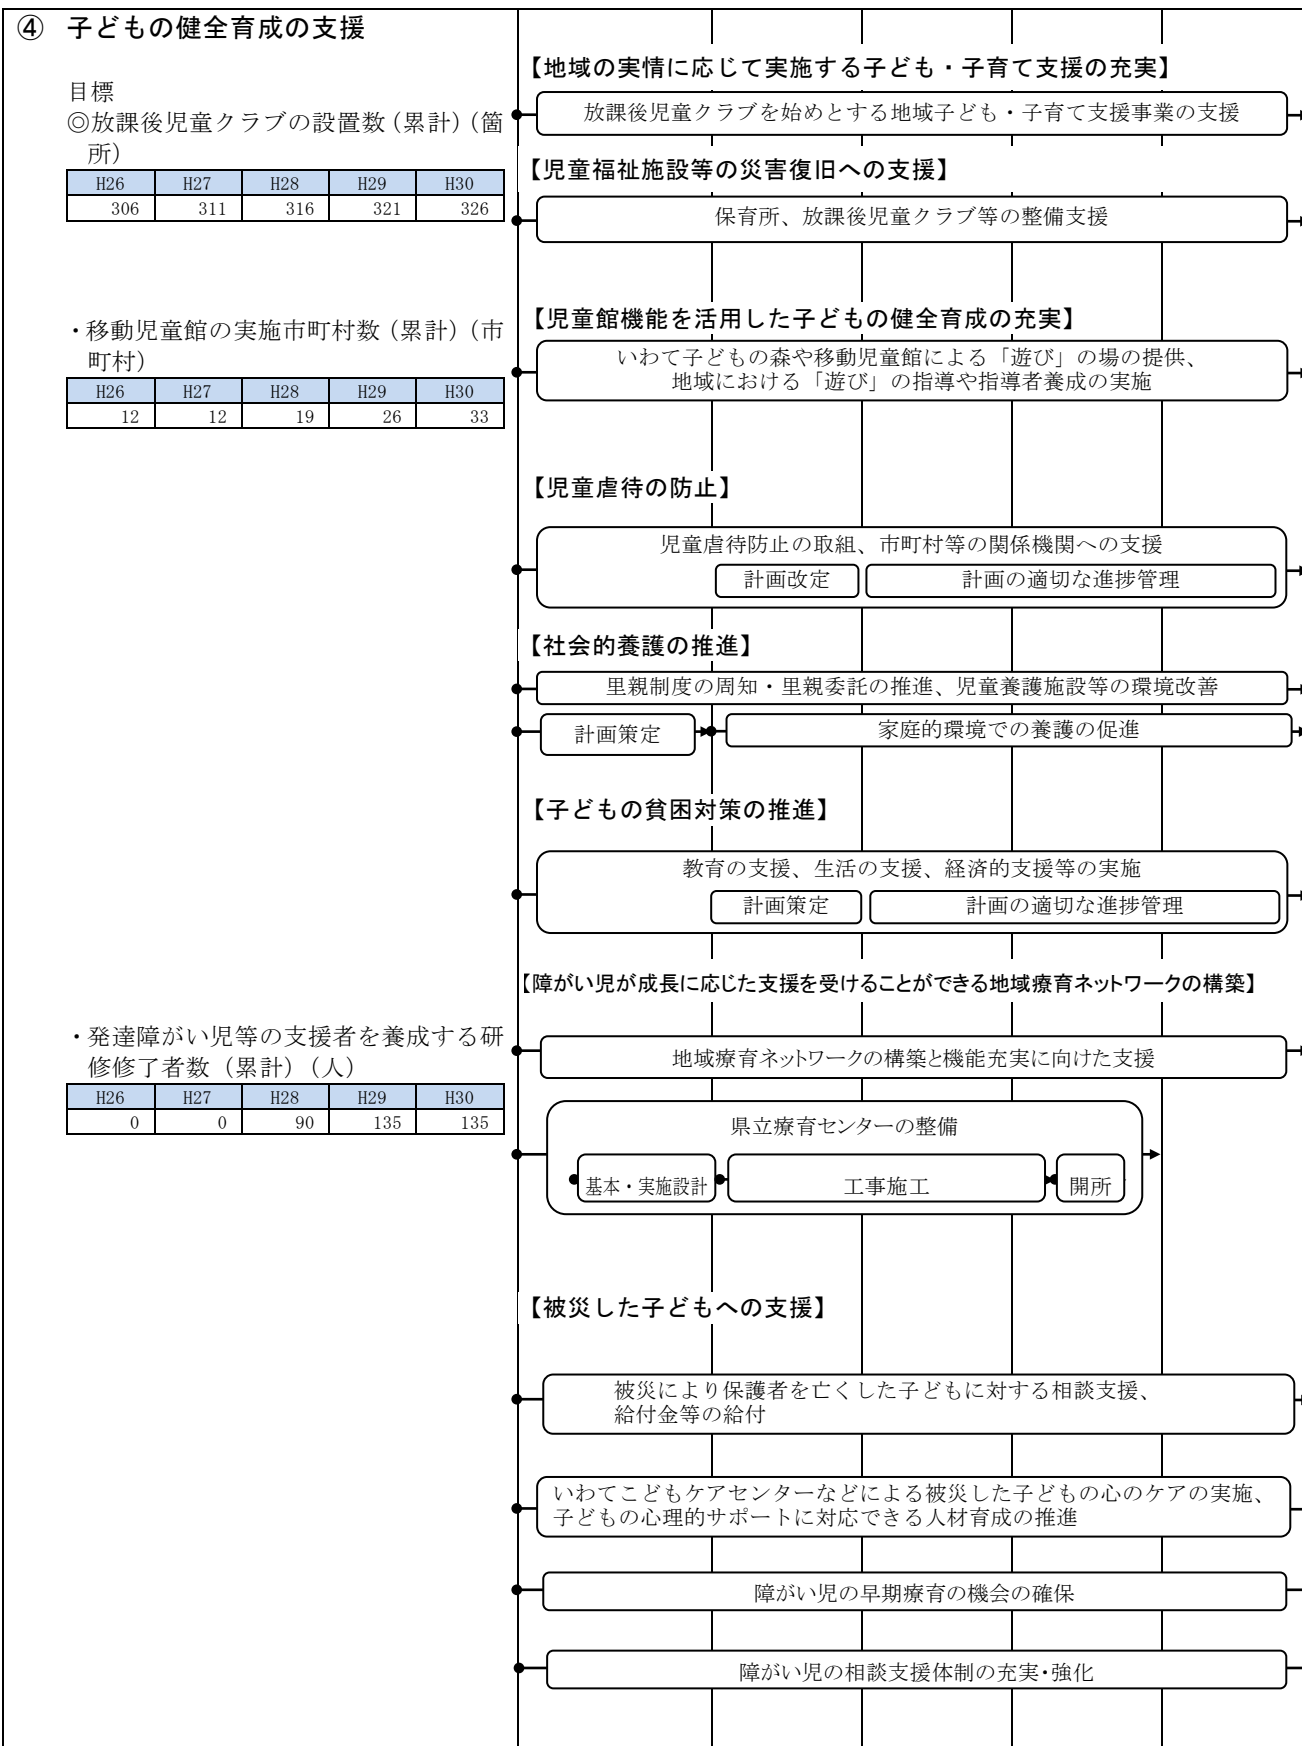 ④ 子どもの健全育成の支援
目標
◎放課後児童クラブの設置数(累計)(箇
所)
H26 H27 H28 H29 H30
306 311 316 321 326
・移動児童館の実施市町村数(累計)(市
町村)
H26 H27 H28 H29 H30
12 12 19 26 33
・発達障がい児等の支援者を養成する研
修修了者数(累計)(人)
H26 H27 H28 H29 H30
0 0 90 135 135
【地域の実情に応じて実施する子ども・子育て支援の充実】
放課後児童クラブを始めとする地域子ども・子育て支援事業の支援
【児童福祉施設等の災害復旧への支援】
保育所、放課後児童クラブ等の整備支援
【児童館機能を活用した子どもの健全育成の充実】
いわて子どもの森や移動児童館による「遊び」の場の提供、
地域における「遊び」の指導や指導者養成の実施
【児童虐待の防止】
児童虐待防止の取組、市町村等の関係機関への支援
計画改定 計画の適切な進捗管理
【社会的養護の推進】
里親制度の周知・里親委託の推進、児童養護施設等の環境改善
計画策定 家庭的環境での養護の促進
【子どもの貧困対策の推進】
教育の支援、生活の支援、経済的支援等の実施
計画策定 計画の適切な進捗管理
【障がい児が成長に応じた支援を受けることができる地域療育ネットワークの構築】
地域療育ネットワークの構築と機能充実に向けた支援
県立療育センターの整備
基本・実施設計 工事施工 開所
【被災した子どもへの支援】
被災により保護者を亡くした子どもに対する相談支援、
給付金等の給付
いわてこどもケアセンターなどによる被災した子どもの心のケアの実施、
子どもの心理的サポートに対応できる人材育成の推進
障がい児の早期療育の機会の確保
障がい児の相談支援体制の充実・強化